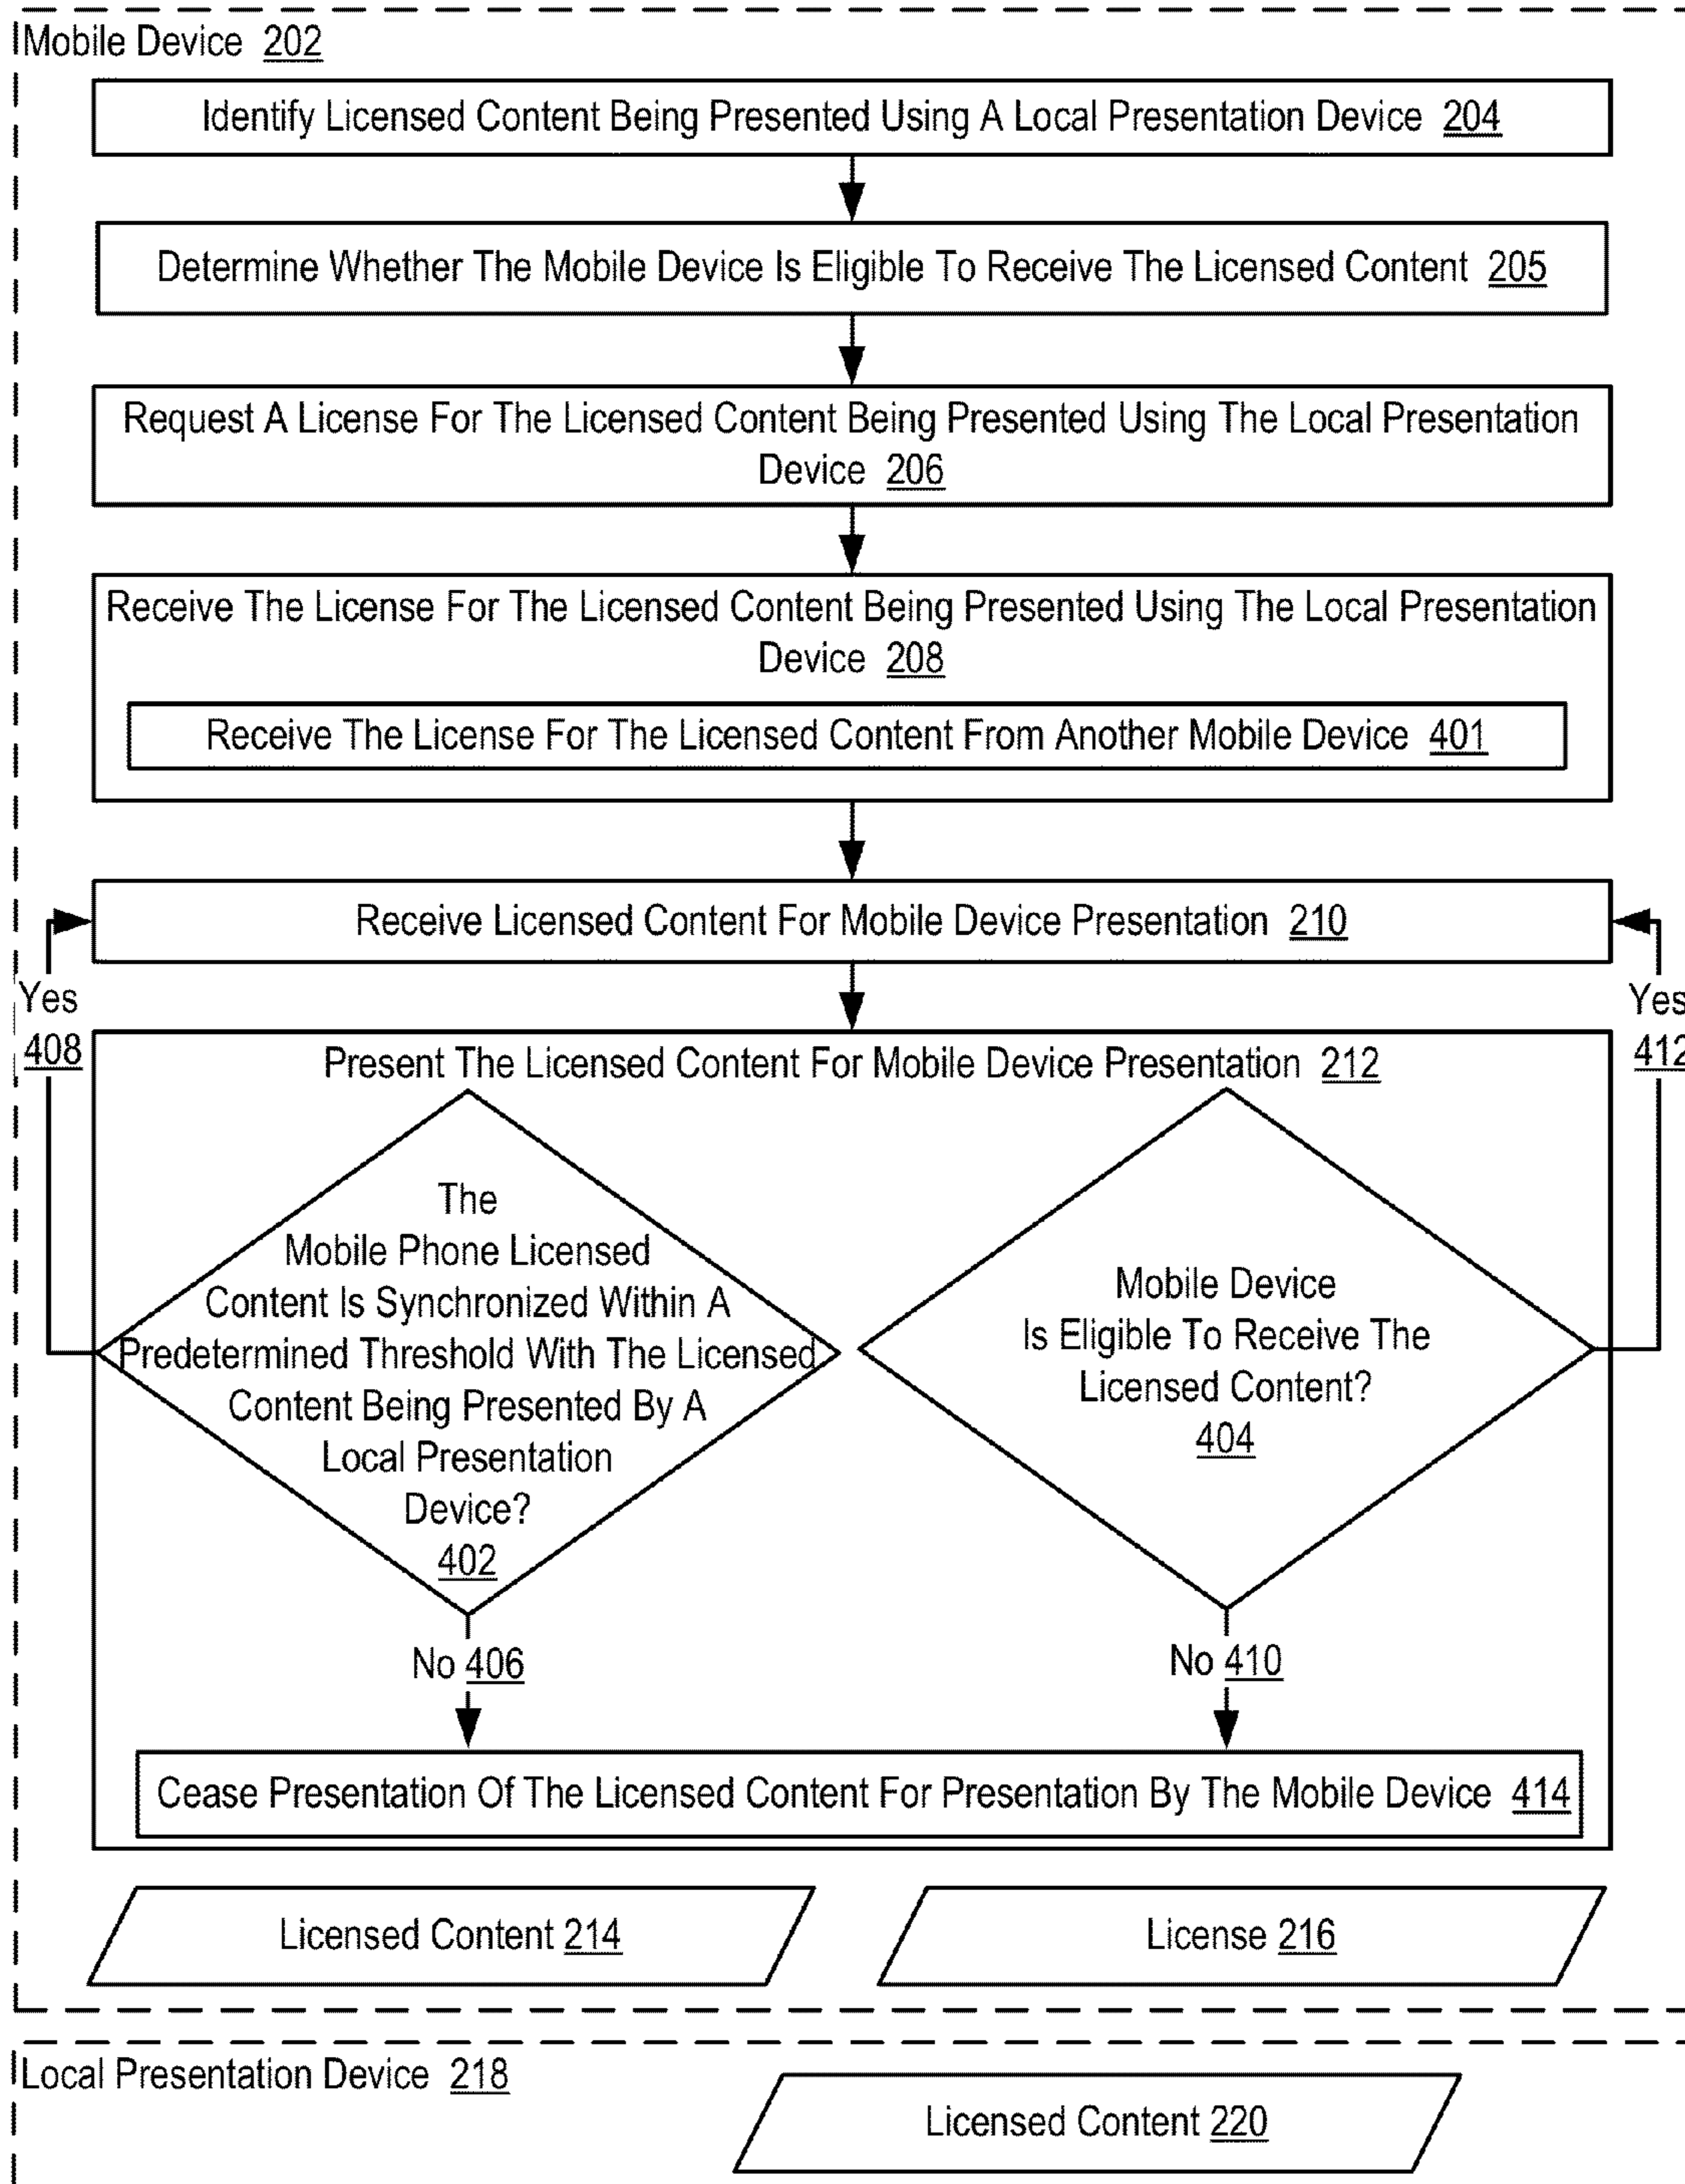 Mobile Device 202
Identify Licensed Content Being Presented Using A Local Presentation Device 204
Determine Whether The Mobile Device Is Eligible To Receive The Licensed Content 205
Request A License For The Licensed Content Being Presented Using The Local Presentation
Device 206
Receive The License For The Licensed Content Being Presented Using The Local Presentation
Device 208
Receive The License For The Licensed Content From Another Mobile Device 401
Receive Licensed Content For Mobile Device Presentation 210
Yes
408
Yes
412
Present The Licensed Content For Mobile Device Presentation 212
The
Mobile Phone Licensed
Content Is Synchronized Within A
Predetermined Threshold With The Licensed
Content Being Presented By A
Local Presentation
Device?
402
Mobile Device
Is Eligible To Receive The
Licensed Content?
404
No 406
No 410
Cease Presentation Of The Licensed Content For Presentation By The Mobile Device 414
Licensed Content 214
License 216
Local Presentation Device 218
Licensed Content 220